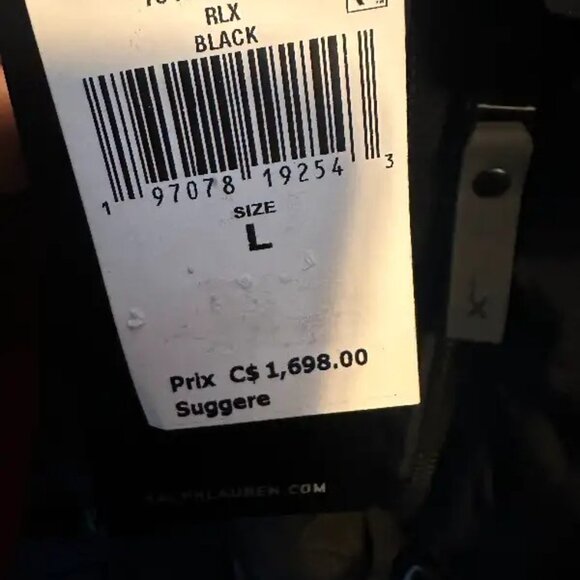 RLX
BLACK
1 97078 19254 3
SIZE
L
Prix C$ 1,698.00
Suggere
RALPHLAUREN.COM